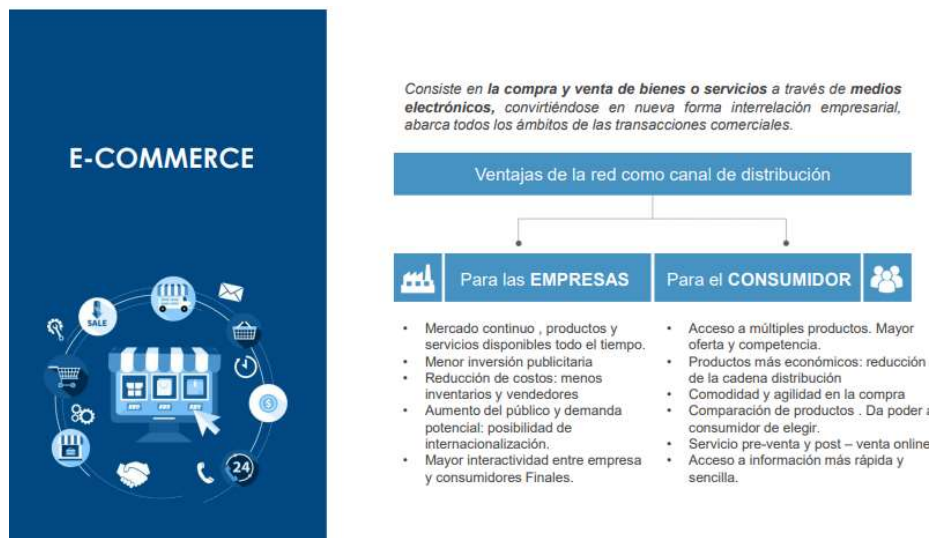 E-COMMERCE
Consiste en la compra y venta de bienes o servicios a través de medios
electrónicos, convirtiéndose en nueva forma interrelación empresarial,
abarca todos los ámbitos de las transacciones comerciales.
Ventajas de la red como canal de distribución
Para las EMPRESAS
Para el CONSUMIDOR
• Mercado continuo , productos y
servicios disponibles todo el tiempo.
• Menor inversión publicitaria
• Reducción de costos: menos
inventarios y vendedores
• Aumento del público y demanda
potencial: posibilidad de
internacionalización.
• Mayor interactividad entre empresa
y consumidores Finales.
• Acceso a múltiples productos. Mayor
oferta y competencia.
• Productos más económicos: reducción
de la cadena distribución
• Comodidad y agilidad en la compra
• Comparación de productos . Da poder a
consumidor de elegir.
• Servicio pre-venta y post – venta online
• Acceso a información más rápida y
sencilla.
SALE
$
24